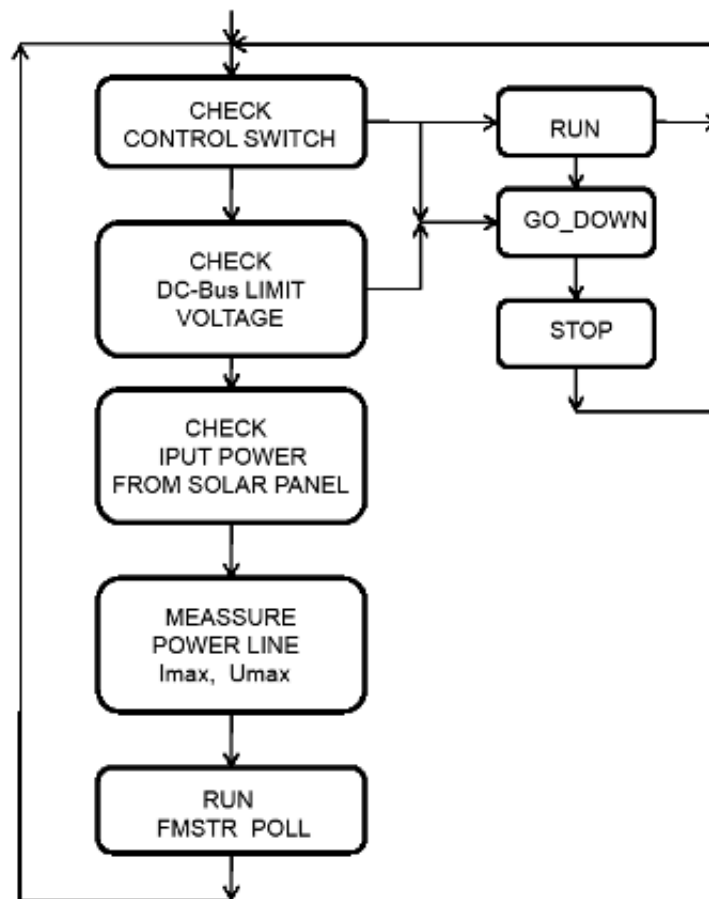 CHECK
CONTROL SWITCH
RUN
GO_DOWN
CHECK
DC-Bus LIMIT
VOLTAGE
STOP
CHECK
IPUT POWER
FROM SOLAR PANEL
MEASSURE
POWER LINE
Imax, Umax
RUN
FMSTR POLL